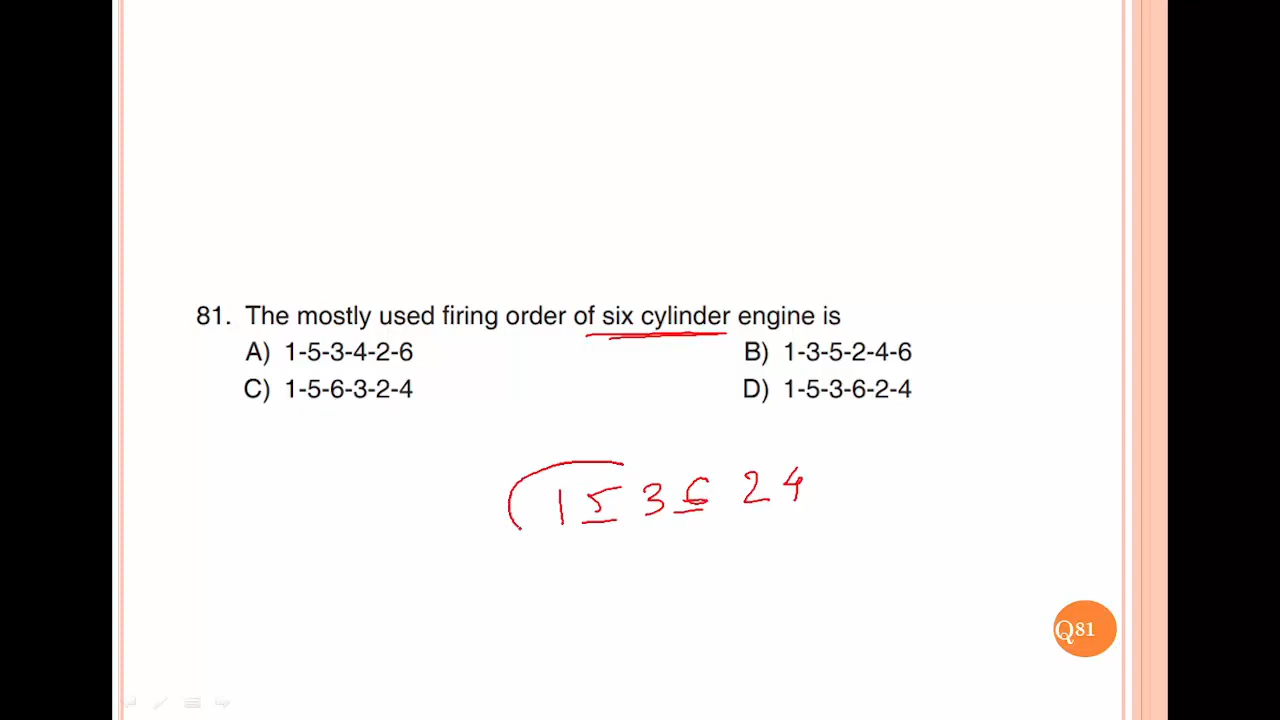 81. The mostly used firing order of six cylinder engine is
A) 1-5-3-4-2-6 B) 1-3-5-2-4-6
C) 1-5-6-3-2-4 D) 1-5-3-6-2-4
1 5 3 6 2 4
Q81